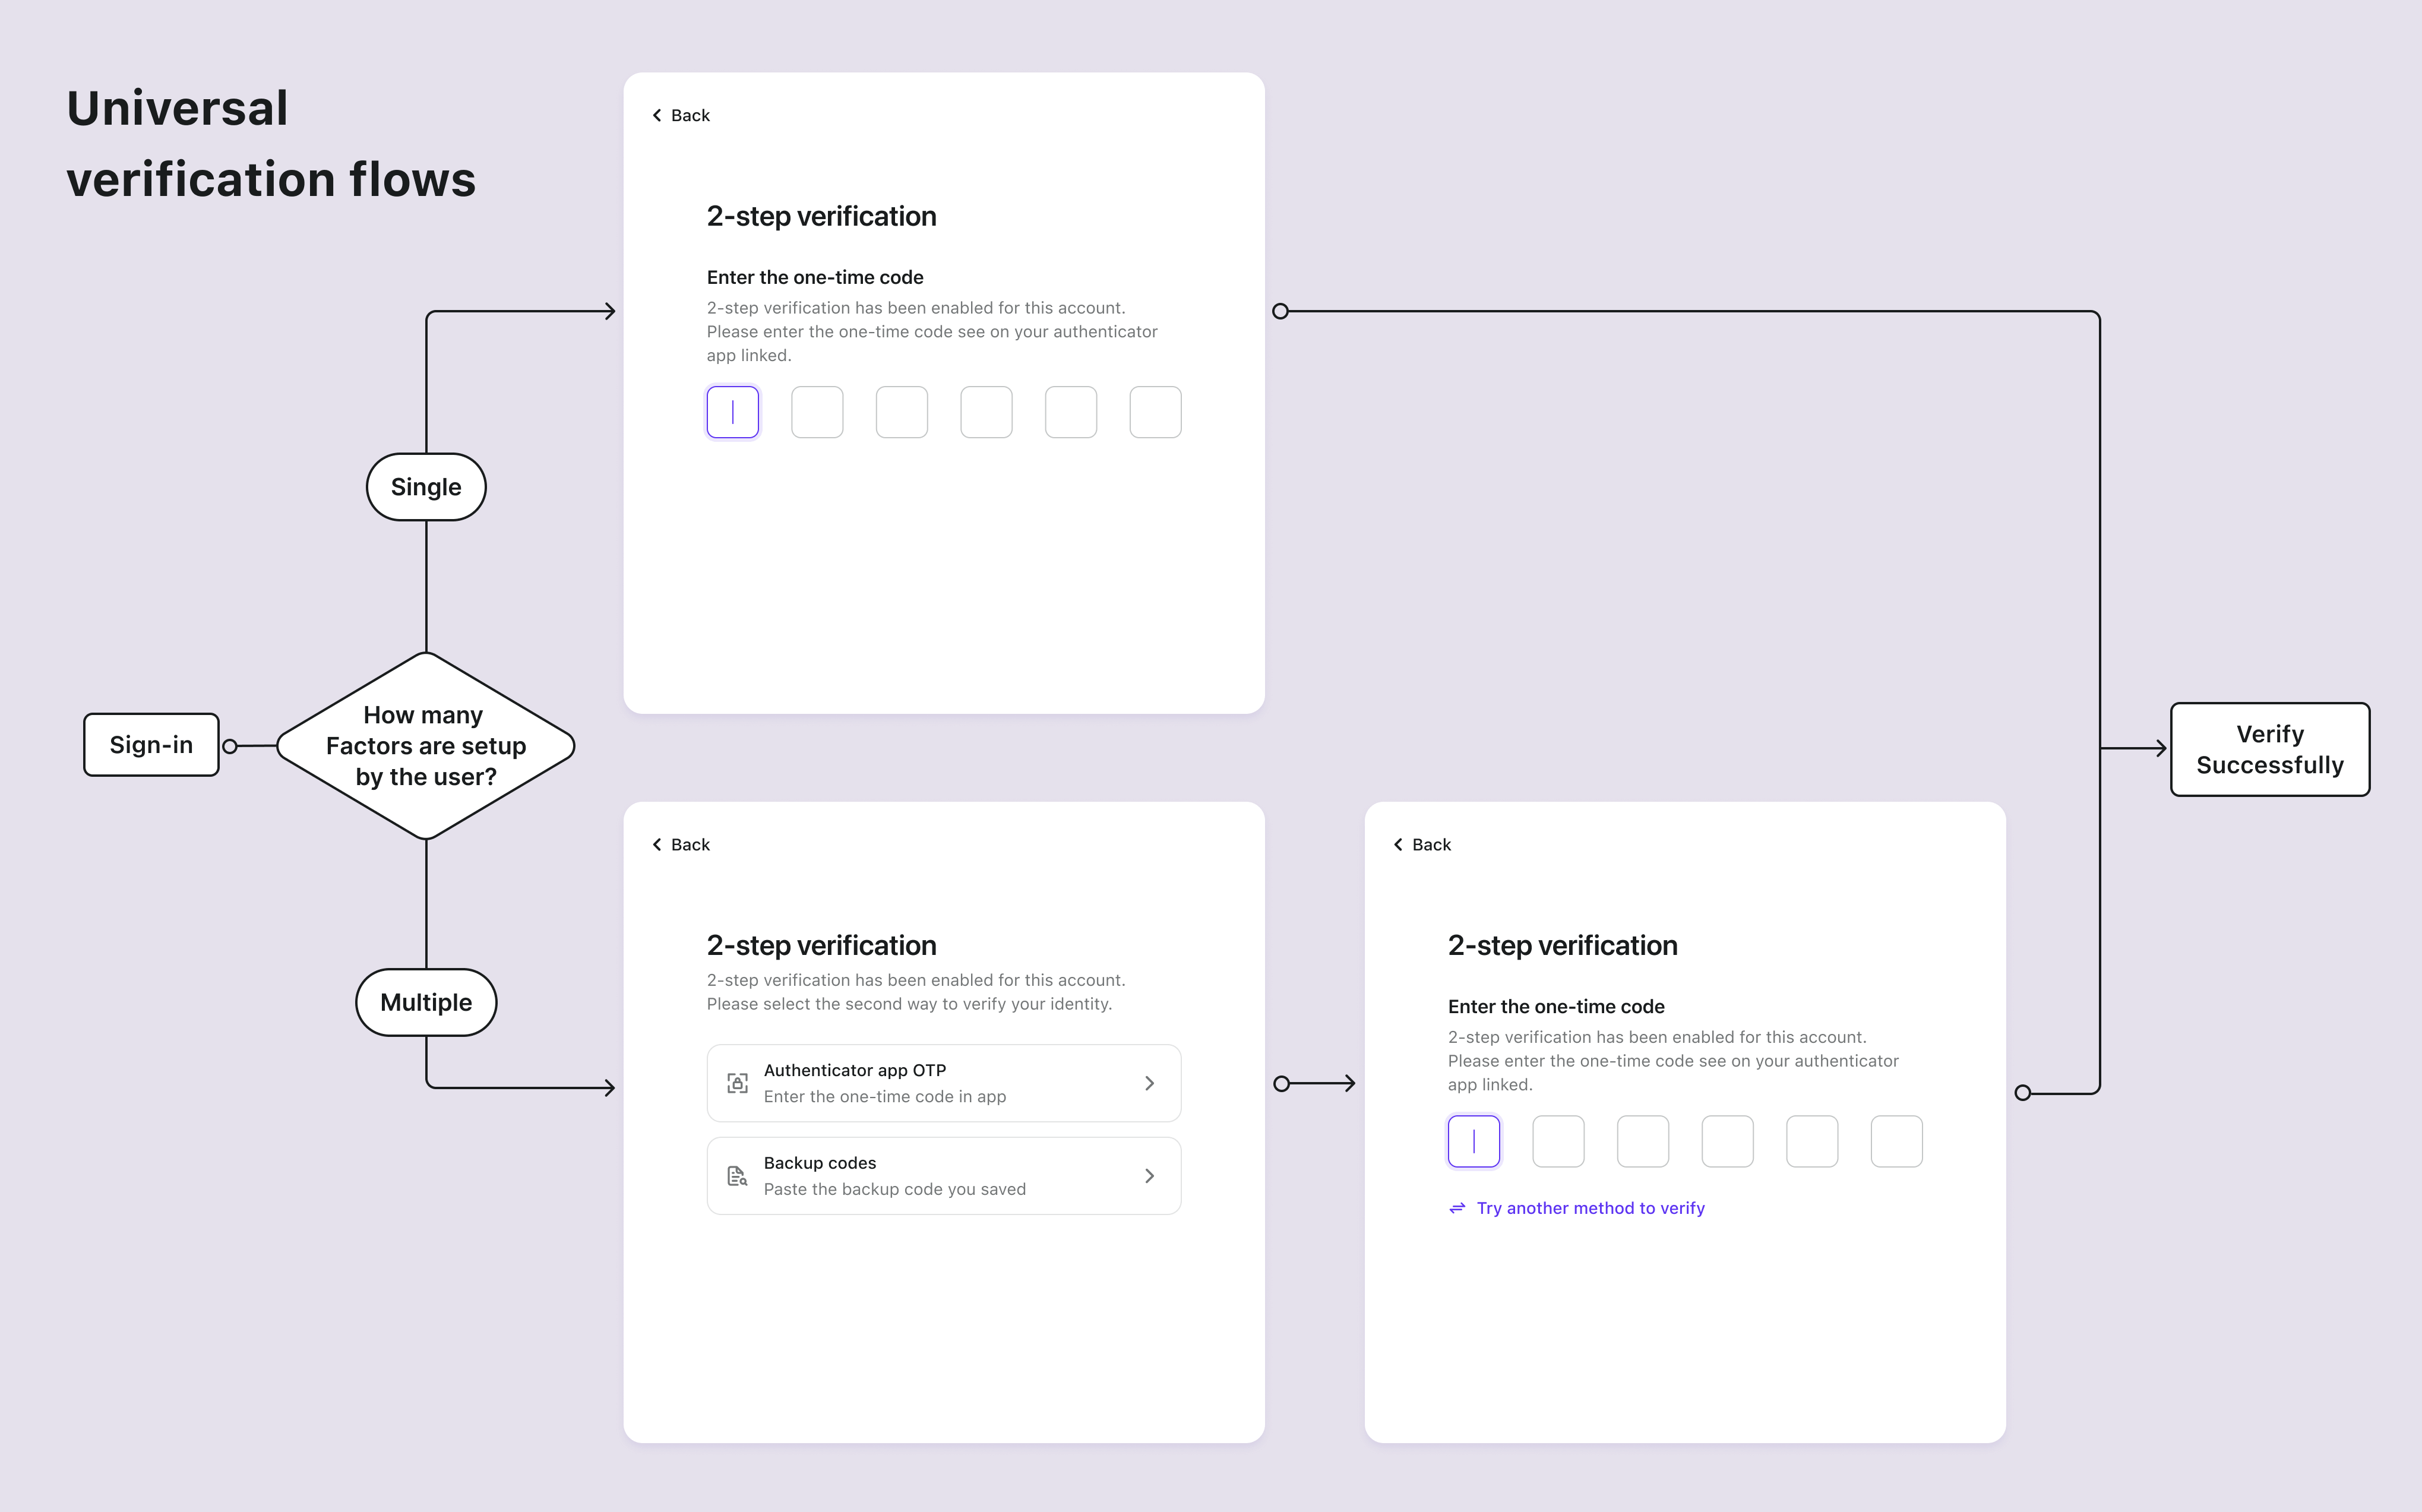 Universal
verification flows
Sign-in
How many
Factors are setup
by the user?
Single
Back
2-step verification
Enter the one-time code
2-step verification has been enabled for this account.
Please enter the one-time code see on your authenticator
app linked.
Multiple
Back
2-step verification
2-step verification has been enabled for this account.
Please select the second way to verify your identity.
Authenticator app OTP
Enter the one-time code in app
Backup codes
Paste the backup code you saved
Back
2-step verification
Enter the one-time code
2-step verification has been enabled for this account.
Please enter the one-time code see on your authenticator
app linked.
Try another method to verify
Verify
Successfully